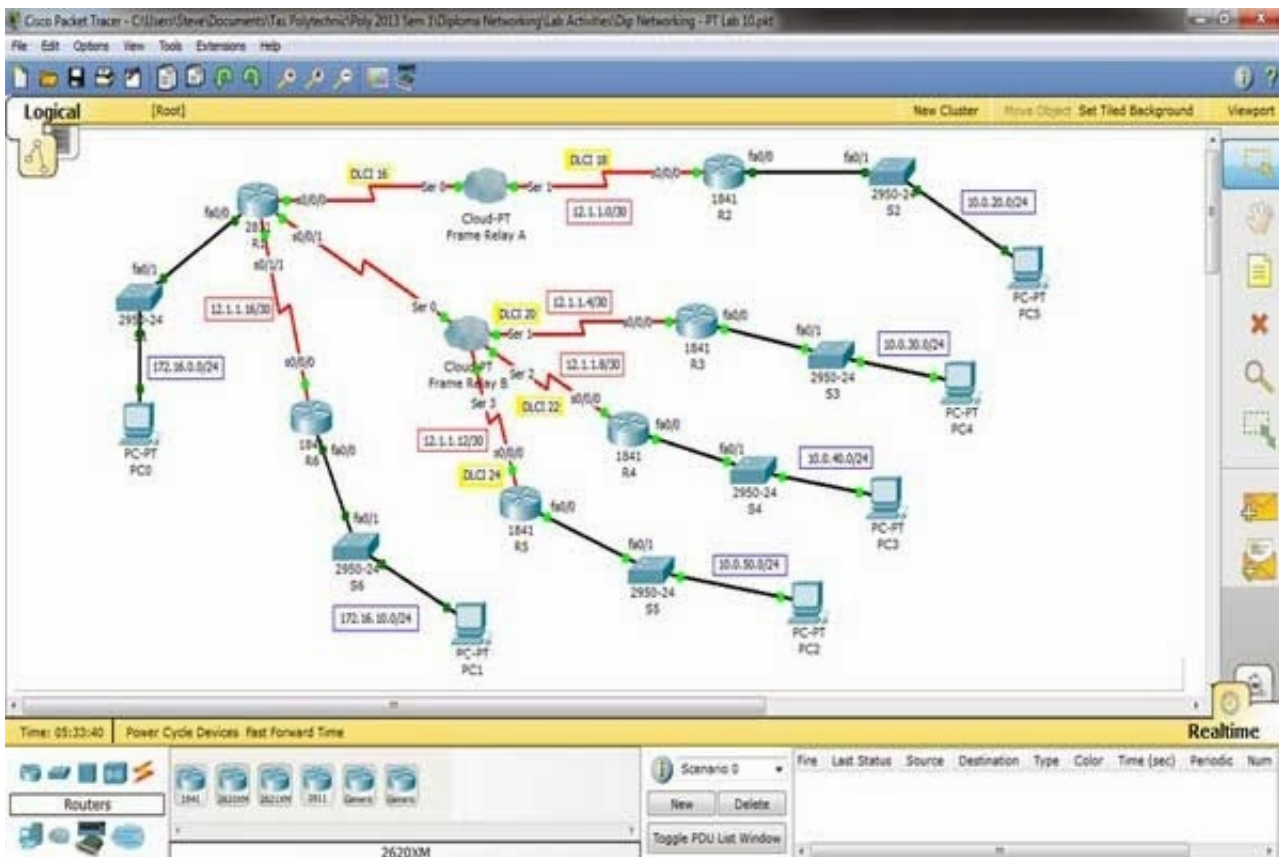 Cisco Packet Tracer - C:\Users\Steve\Documents\Tas Polytechnic\Poly 2013 Sem 1\Diploma Networking\Lab Activities\Dip Networking - PT Lab 10.pkt
File Edit Options View Tools Extensions Help
Logical [Root] New Cluster Move Object Set Tiled Background Viewport
DLCI 16
DLCI 18
fa0/0
fa0/1
Ser 0
Ser 1
s0/0/0
s0/0/0
1841
R2
2950-24
S2
10.0.20.0/24
Cloud-PT
Frame Relay A
12.1.1.0/30
fa0/0
s0/0/1
s0/1/1
PC-PT
PC5
fa0/1
2950-24
12.1.1.16/30
Ser 0
DLCI 20
12.1.1.4/30
Ser 1
s0/0/0
fa0/0
1841
R3
fa0/1
10.0.30.0/24
172.16.0.0/24
s0/0/0
Frame Relay B
Ser 2
12.1.1.8/30
2950-24
S3
PC-PT
PC4
Ser 3
DLCI 22
s0/0/0
PC-PT
PC0
R6
fa0/0
12.1.1.12/30
s0/0/0
fa0/0
1841
R4
fa0/1
10.0.40.0/24
DLCI 24
2950-24
S4
PC-PT
PC3
fa0/1
1841
R5
fa0/0
fa0/1
10.0.50.0/24
2950-24
S6
2950-24
S5
172.16.10.0/24
PC-PT
PC1
PC-PT
PC2
Time: 05:33:40 Power Cycle Devices Fast Forward Time Realtime
Routers
1941 2620XM 2621XM 2811 Generic Generic
2620XM
Scenario 0
New Delete
Toggle PDU List Window
Fire Last Status Source Destination Type Color Time (sec) Periodic Num